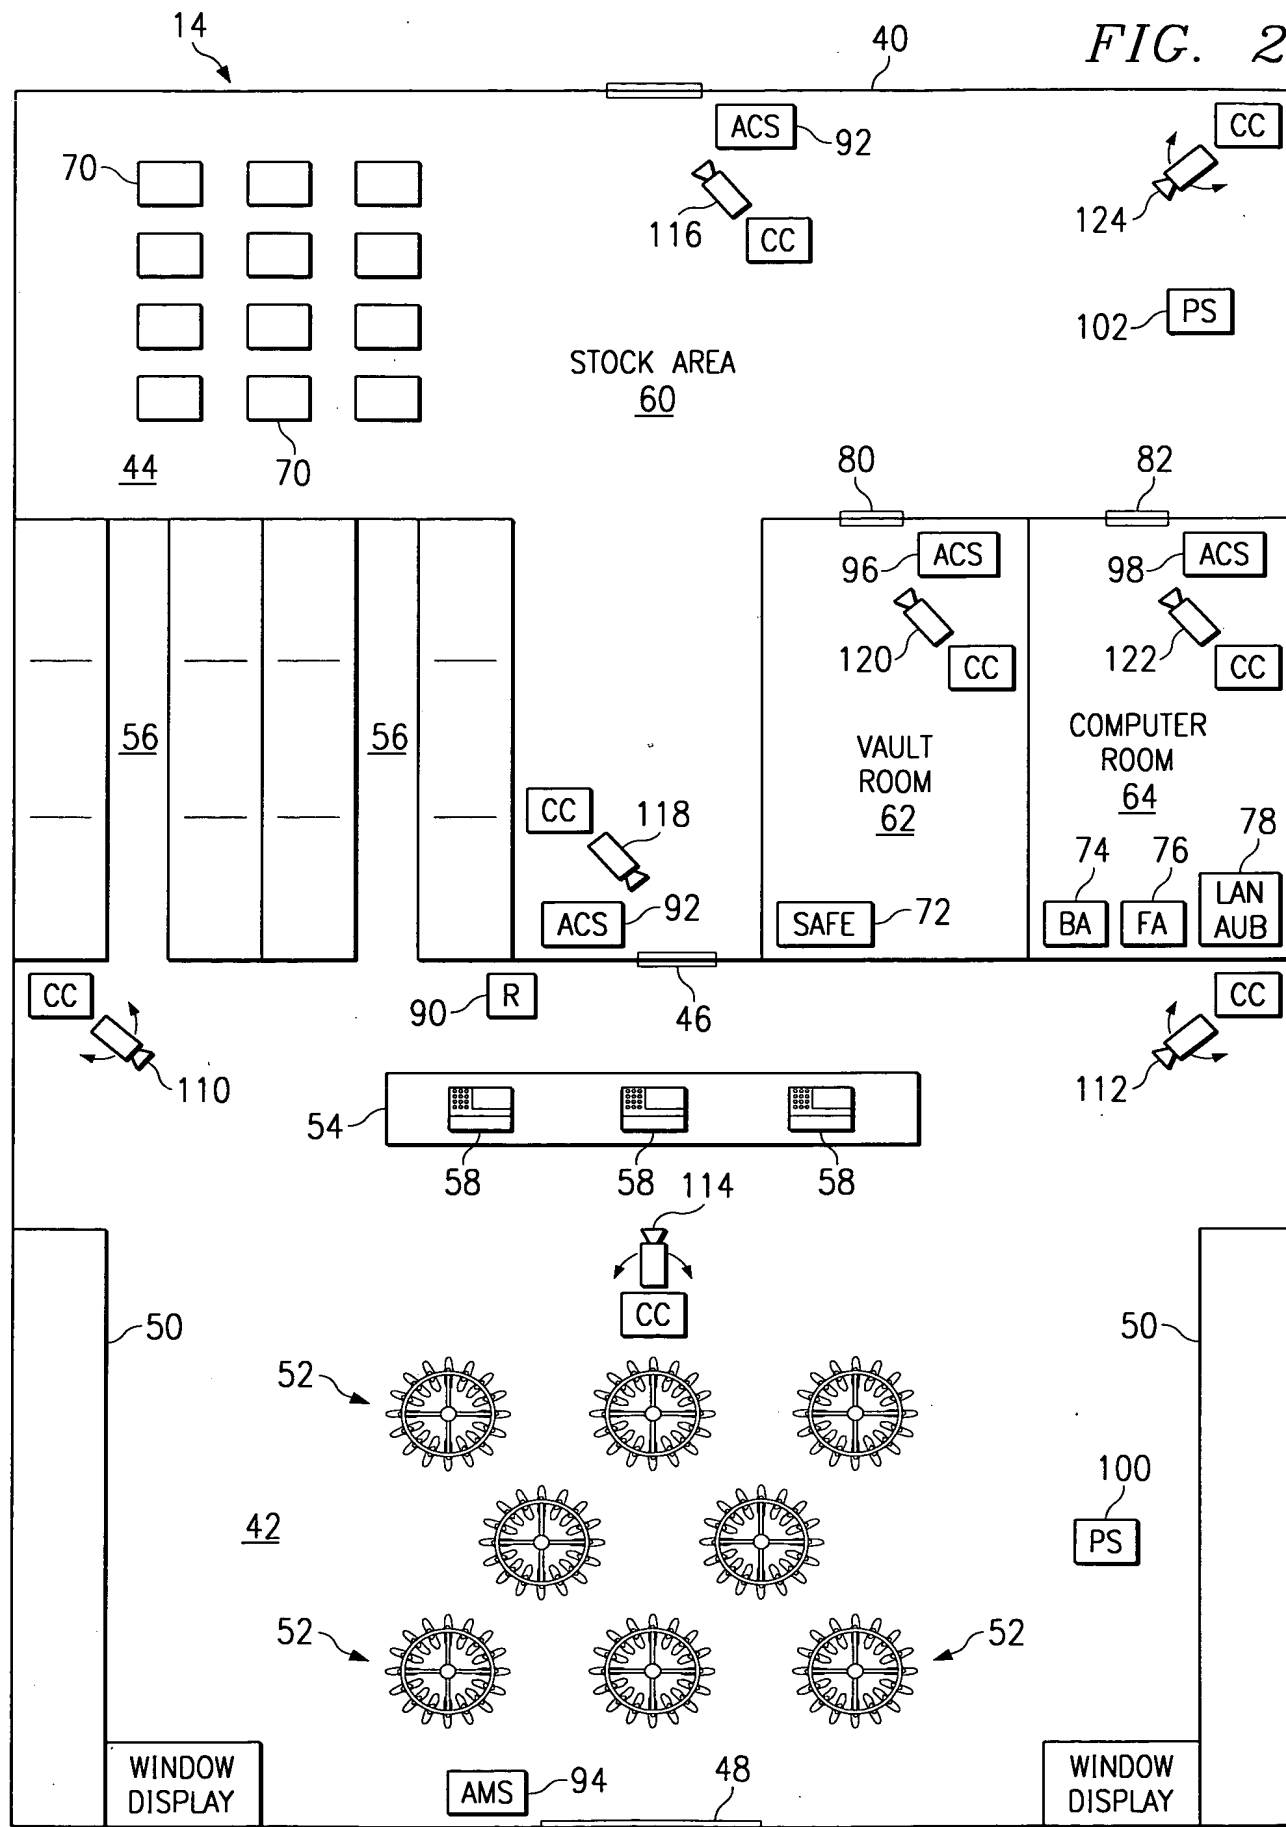 FIG. 2
14
40
ACS
92
CC
70
116
CC
124
102
PS
STOCK AREA
60
44
70
80
82
96
ACS
98
ACS
120
CC
122
CC
56
56
VAULT
ROOM
62
COMPUTER
ROOM
64
CC
118
74
76
78
ACS
92
SAFE
72
BA
FA
LAN
AUB
CC
90
R
46
CC
110
112
54
58
58
58
114
CC
50
50
52
100
42
PS
52
52
WINDOW
DISPLAY
AMS
94
48
WINDOW
DISPLAY